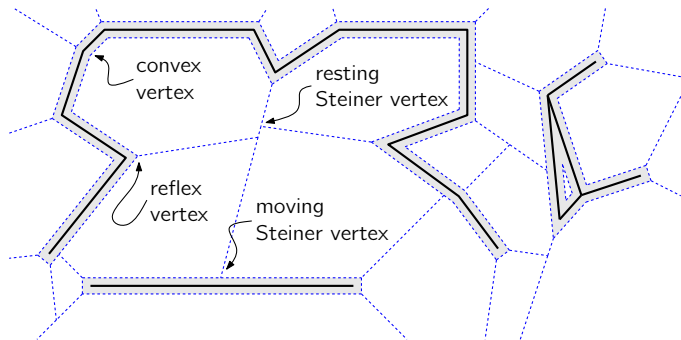 convex
vertex
resting
Steiner vertex
reflex
vertex
moving
Steiner vertex